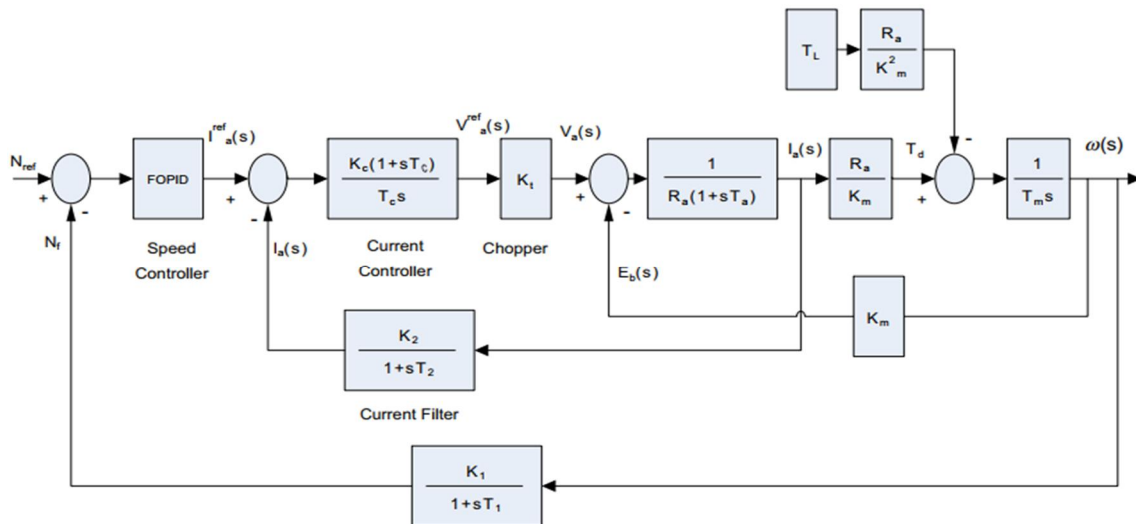 T_L
R_a
K²_m
N_ref
+
-
N_f
FOPID
Speed
Controller
I^ref_a(s)
+
-
I_a(s)
K_c(1+sT_c)
T_c s
Current
Controller
V^ref_a(s)
K_t
Chopper
V_a(s)
+
-
E_b(s)
1
R_a(1+sT_a)
I_a(s)
R_a
K_m
T_d
+
-
1
T_m s
ω(s)
K_m
K_2
1+sT_2
Current Filter
K_1
1+sT_1